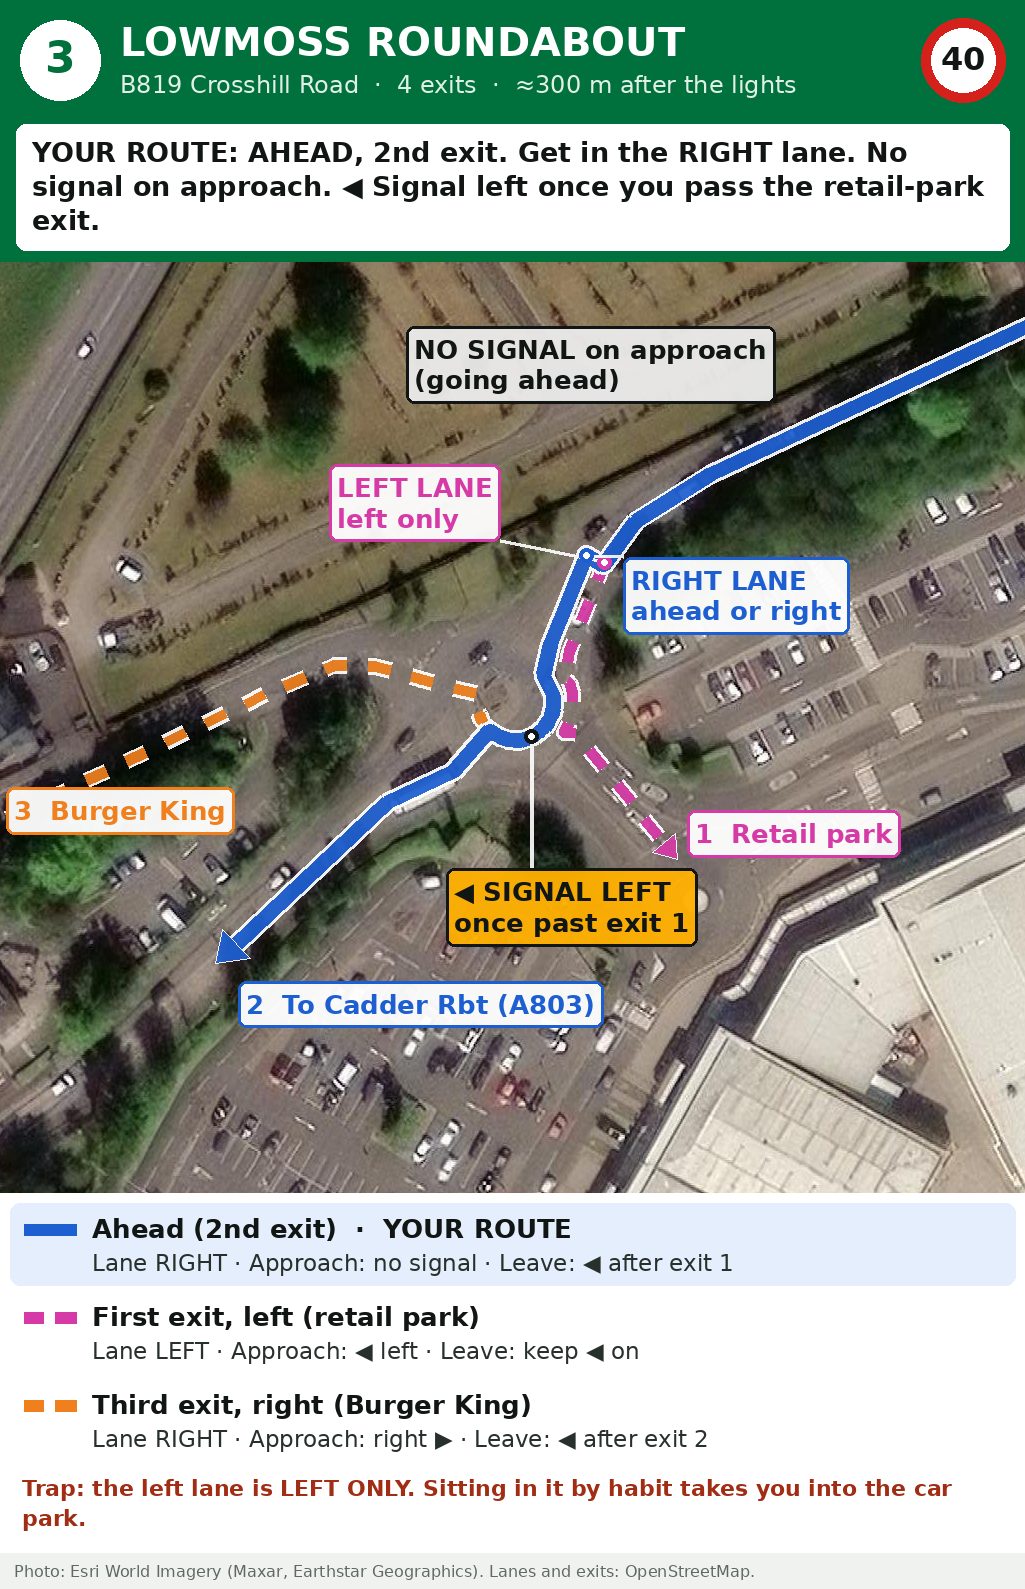 3
LOWMOSS ROUNDABOUT
B819 Crosshill Road · 4 exits · ≈300 m after the lights
40
YOUR ROUTE: AHEAD, 2nd exit. Get in the RIGHT lane. No
signal on approach. ◀ Signal left once you pass the retail-park
exit.
NO SIGNAL on approach
(going ahead)
LEFT LANE
left only
RIGHT LANE
ahead or right
3 Burger King
1 Retail park
◀ SIGNAL LEFT
once past exit 1
2 To Cadder Rbt (A803)
Ahead (2nd exit) · YOUR ROUTE
Lane RIGHT · Approach: no signal · Leave: ◀ after exit 1
First exit, left (retail park)
Lane LEFT · Approach: ◀ left · Leave: keep ◀ on
Third exit, right (Burger King)
Lane RIGHT · Approach: right ▶ · Leave: ◀ after exit 2
Trap: the left lane is LEFT ONLY. Sitting in it by habit takes you into the car
park.
Photo: Esri World Imagery (Maxar, Earthstar Geographics). Lanes and exits: OpenStreetMap.